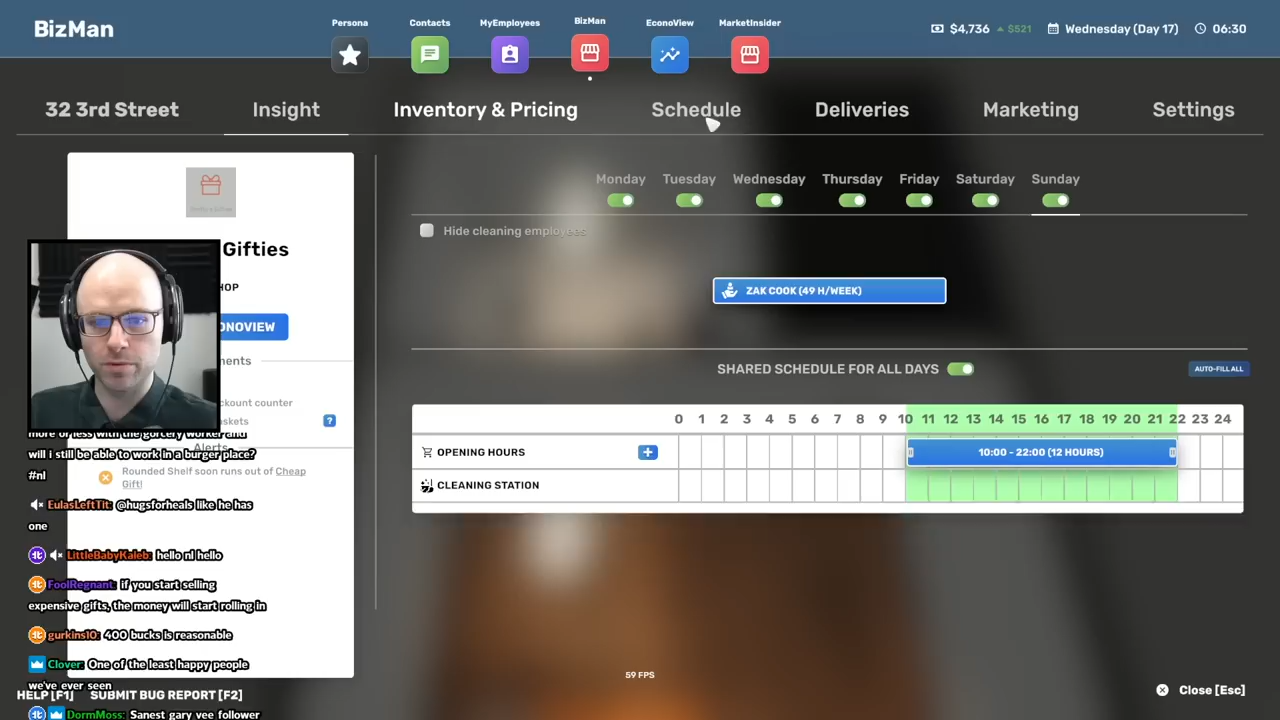 BizMan
Persona
Contacts
MyEmployees
BizMan
EconoView
MarketInsider
$4,736 ▲ $521
Wednesday (Day 17)
06:30
32 3rd Street
Insight
Inventory & Pricing
Schedule
Deliveries
Marketing
Settings
Gifties
HOP
ONOVIEW
ments
ckount counter
askets
?
Alerts
Rounded Shelf soon runs out of Cheap
Gift!
Monday
Tuesday
Wednesday
Thursday
Friday
Saturday
Sunday
Hide cleaning employees
ZAK COOK (49 H/WEEK)
SHARED SCHEDULE FOR ALL DAYS
AUTO-FILL ALL
0 1 2 3 4 5 6 7 8 9 10 11 12 13 14 15 16 17 18 19 20 21 22 23 24
OPENING HOURS
10:00 - 22:00 (12 HOURS)
CLEANING STATION
more or less with the gorcery worker and
will i still be able to work in a burger place?
#nl
EulasLeftTit: @hugsforheals like he has
one
LittleBabyKaleb: hello nl hello
FoolRegnant: if you start selling
expensive gifts, the money will start rolling in
gurkins10: 400 bucks is reasonable
Clover: One of the least happy people
we've ever seen
DormMoss: Sanest gary vee follower
HELP [F1]
SUBMIT BUG REPORT [F2]
59 FPS
Close [Esc]